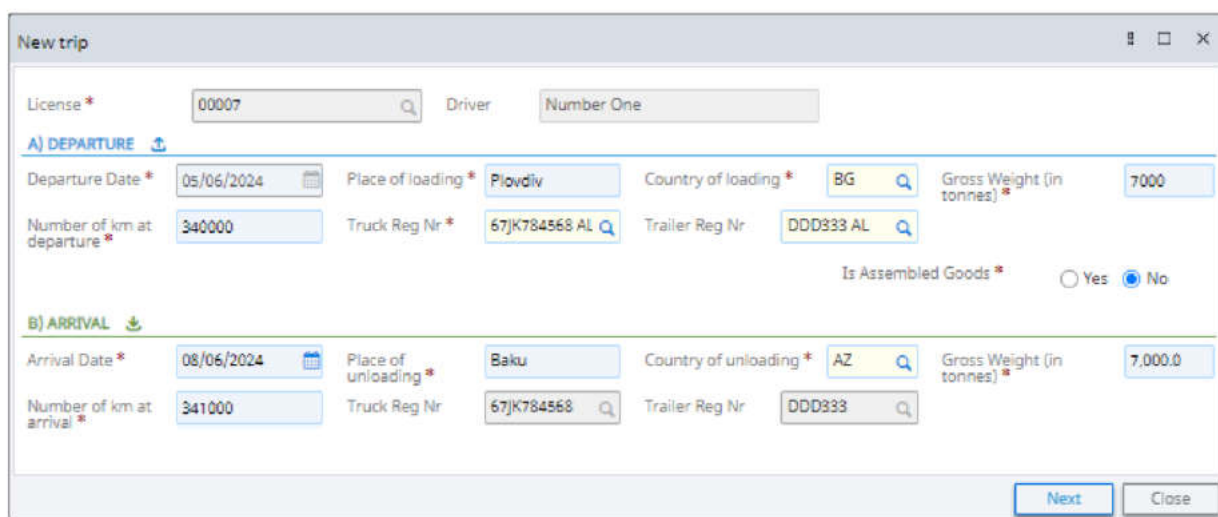 New trip
License * 00007 Driver Number One
A) DEPARTURE
Departure Date * 05/06/2024 Place of loading * Plovdiv Country of loading * BG Gross Weight (in tonnes) * 7000
Number of km at departure * 340000 Truck Reg Nr * 67JK784568 AL Trailer Reg Nr DDD333 AL
Is Assembled Goods * Yes No
B) ARRIVAL
Arrival Date * 08/06/2024 Place of unloading * Baku Country of unloading * AZ Gross Weight (in tonnes) * 7,000.0
Number of km at arrival * 341000 Truck Reg Nr 67JK784568 Trailer Reg Nr DDD333
Next Close